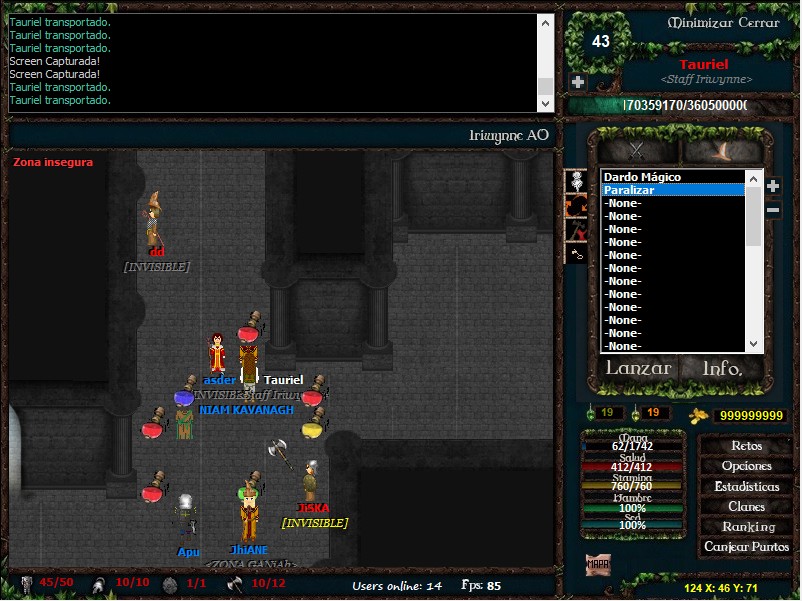 Tauriel transportado.
Tauriel transportado.
Tauriel transportado.
Screen Capturada!
Screen Capturada!
Tauriel transportado.
Tauriel transportado.
Iriwynne AO
Zona insegura
dd
[INVISIBLE]
asder
Tauriel
NIAM KAVANAGH
JiSKA
[INVISIBLE]
Apu
JhiANE
<ZONA GANJAH>
45/50
10/10
1/1
10/12
Users online: 14
Fps: 85
Minimizar Cerrar
43
Tauriel
<Staff Iriwynne>
Dardo Mágico
Paralizar
-None-
-None-
-None-
-None-
-None-
-None-
-None-
-None-
-None-
-None-
-None-
-None-
Lanzar
Info.
19
19
999999999
Mana
62/1742
Salud
412/412
Stamina
760/760
Hambre
100%
Sed
100%
Retos
Opciones
Estadísticas
Clanes
Ranking
Canjear Puntos
MAPA
124 X: 46 Y: 71